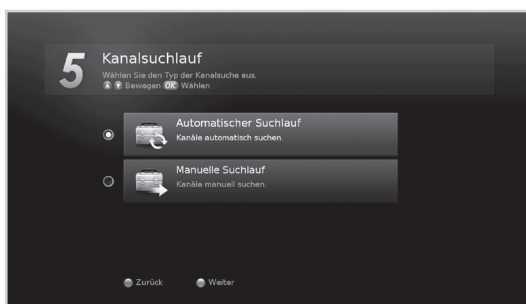 5
Kanalsuchlauf
Wählen Sie den Typ der Kanalsuche aus.
Bewegen OK Wählen
Automatischer Suchlauf
Kanäle automatisch suchen.
Manuelle Suchlauf
Kanäle manuell suchen.
Zurück Weiter